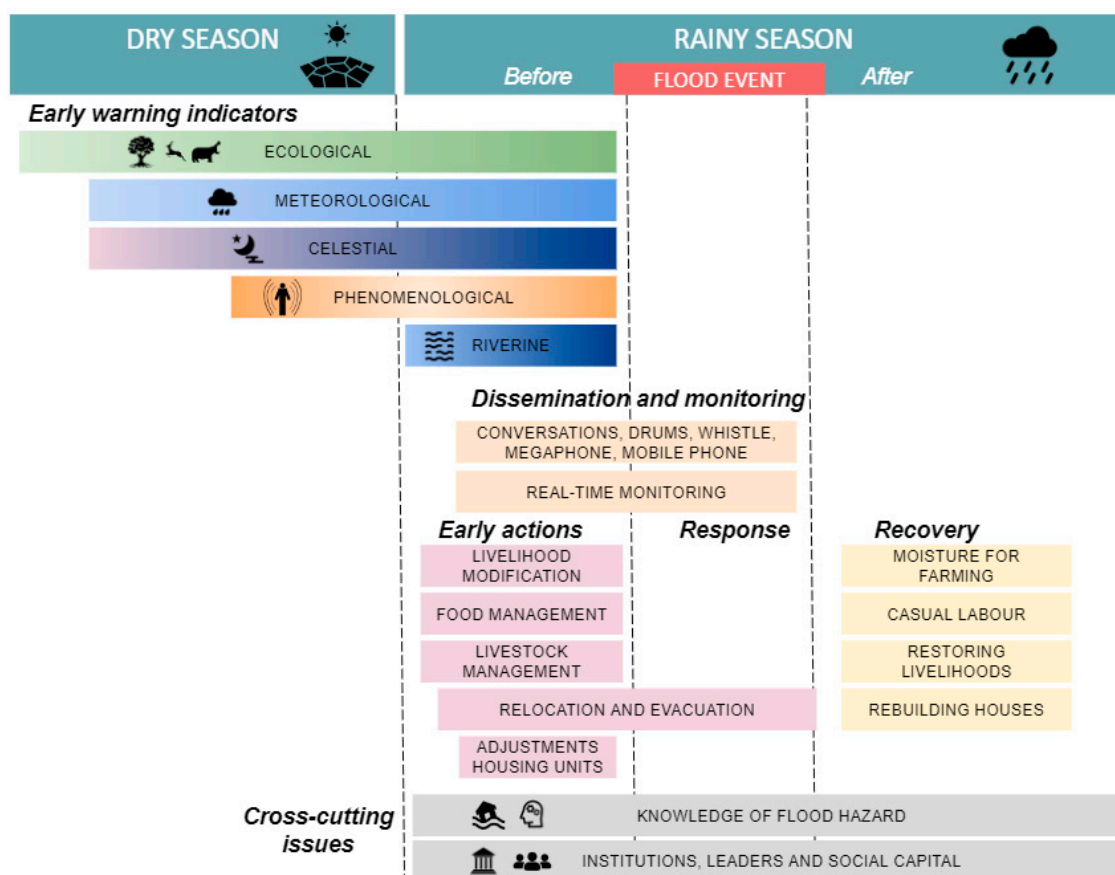 DRY SEASON
RAINY SEASON
Before
FLOOD EVENT
After
Early warning indicators
ECOLOGICAL
METEOROLOGICAL
CELESTIAL
PHENOMENOLOGICAL
RIVERINE
Dissemination and monitoring
CONVERSATIONS, DRUMS, WHISTLE,
MEGAPHONE, MOBILE PHONE
REAL-TIME MONITORING
Early actions
Response
Recovery
LIVELIHOOD
MODIFICATION
MOISTURE FOR
FARMING
FOOD MANAGEMENT
CASUAL LABOUR
LIVESTOCK
MANAGEMENT
RESTORING
LIVELIHOODS
RELOCATION AND EVACUATION
REBUILDING HOUSES
ADJUSTMENTS
HOUSING UNITS
Cross-cutting
issues
KNOWLEDGE OF FLOOD HAZARD
INSTITUTIONS, LEADERS AND SOCIAL CAPITAL